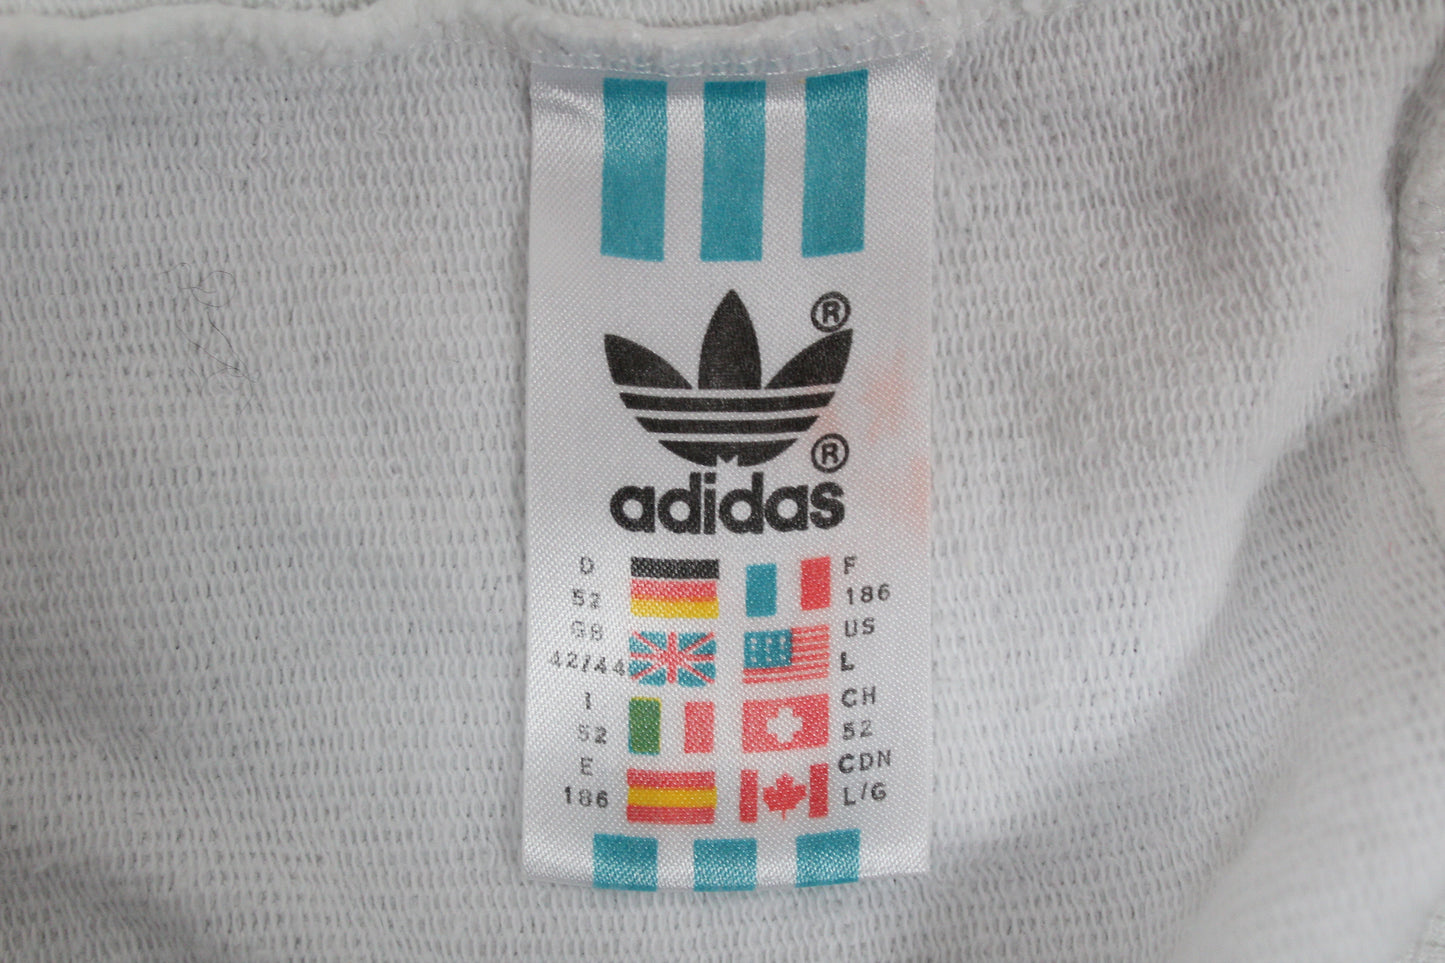 ®
®
adidas
D
52
F
186
GB
42/44
US
L
I
52
CH
52
E
186
CDN
L/G